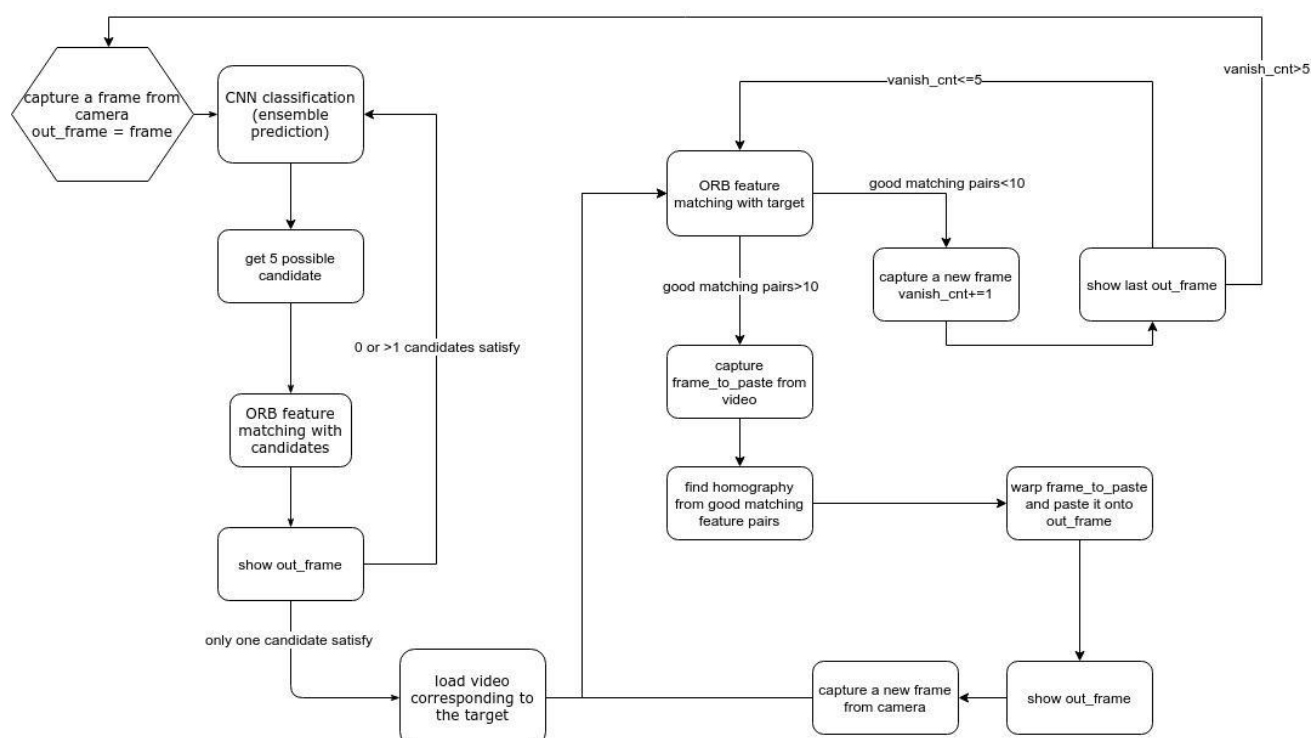 capture a frame from
camera
out_frame = frame
CNN classification
(ensemble
prediction)
get 5 possible
candidate
0 or >1 candidates satisfy
ORB feature
matching with
candidates
show out_frame
only one candidate satisfy
load video
corresponding to
the target
vanish_cnt>5
vanish_cnt<=5
ORB feature
matching with target
good matching pairs<10
capture a new frame
vanish_cnt+=1
show last out_frame
good matching pairs>10
capture
frame_to_paste from
video
find homography
from good matching
feature pairs
warp frame_to_paste
and paste it onto
out_frame
show out_frame
capture a new frame
from camera